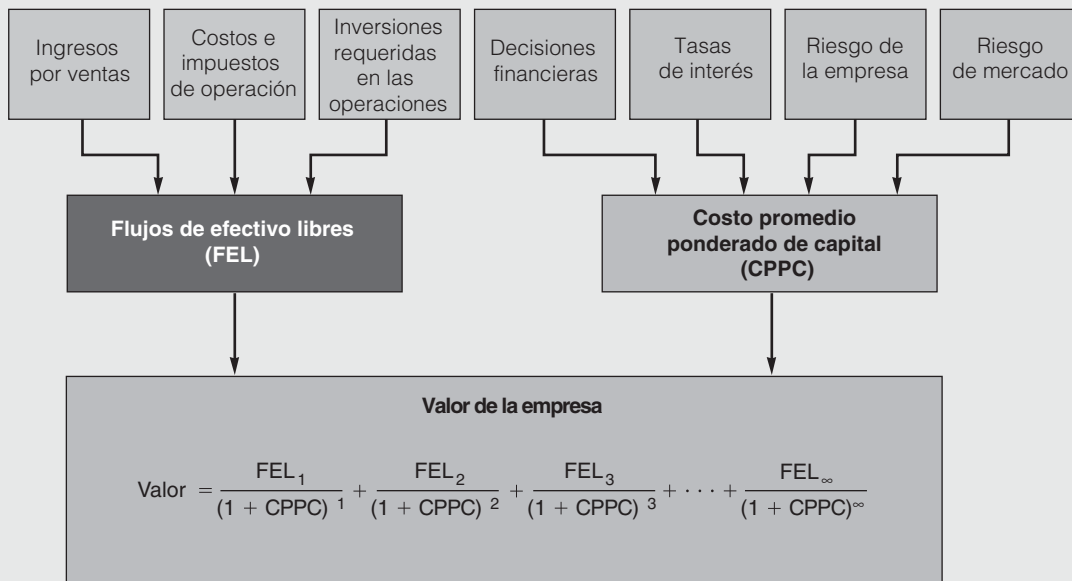 Ingresos
por ventas
Costos e
impuestos
de operación
Inversiones
requeridas
en las
operaciones
Decisiones
financieras
Tasas
de interés
Riesgo de
la empresa
Riesgo
de mercado
Flujos de efectivo libres
(FEL)
Costo promedio
ponderado de capital
(CPPC)
Valor de la empresa
Valor = FEL₁/(1 + CPPC)¹ + FEL₂/(1 + CPPC)² + FEL₃/(1 + CPPC)³ + · · · + FEL∞/(1 + CPPC)^∞